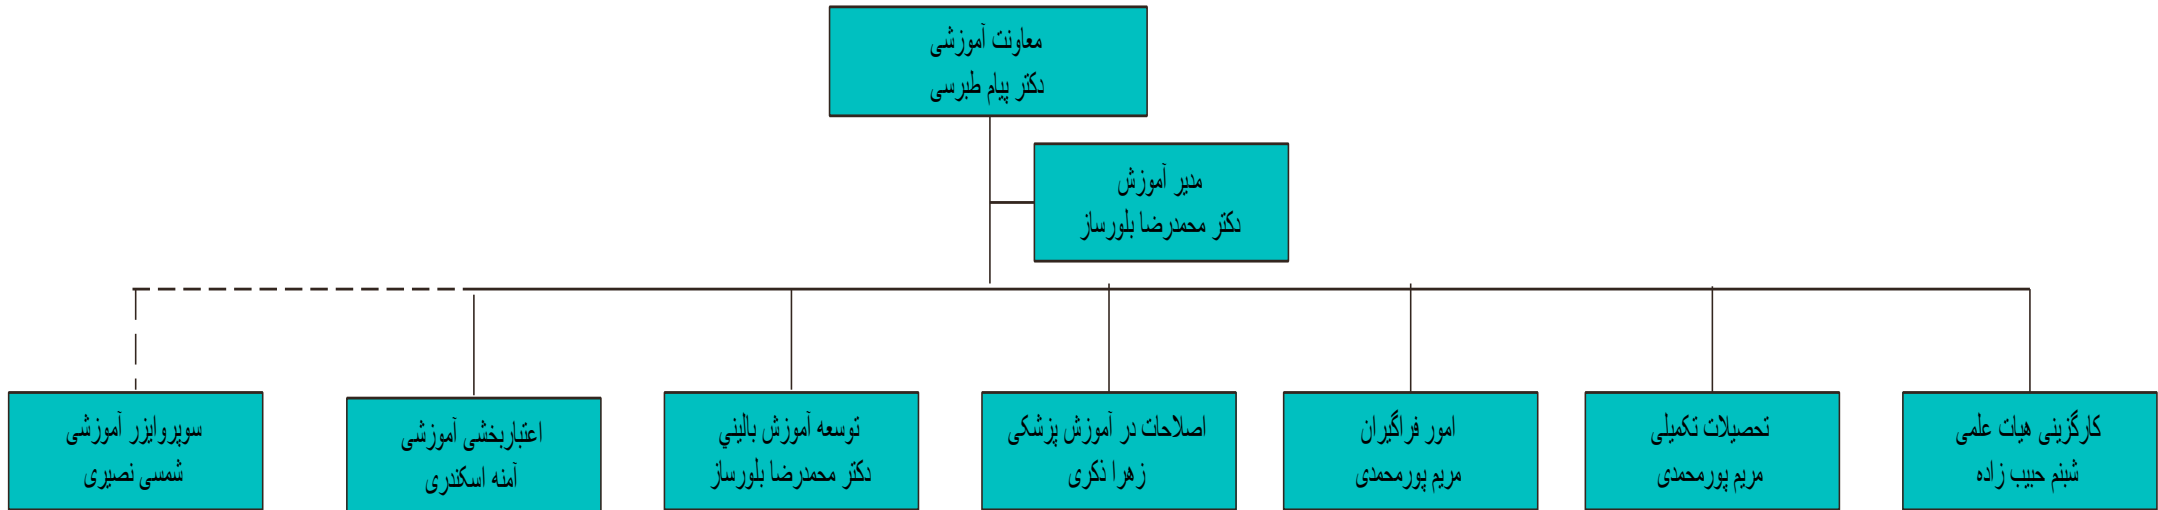 معاونت آموزشی
دکتر پیام طبرسی
مدیر آموزش
دکتر محمدرضا بلورساز
کارگزینی هیات علمی
شبنم حبیب زاده
تحصیلات تکمیلی
مریم پورمحمدی
امور فراگیران
مریم پورمحمدی
اصلاحات در آموزش پزشکی
زهرا ذکری
توسعه آموزش باليني
دکتر محمدرضا بلورساز
اعتباربخشی آموزشی
آمنه اسکندری
سوپروایزر آموزشی
شمسی نصیری